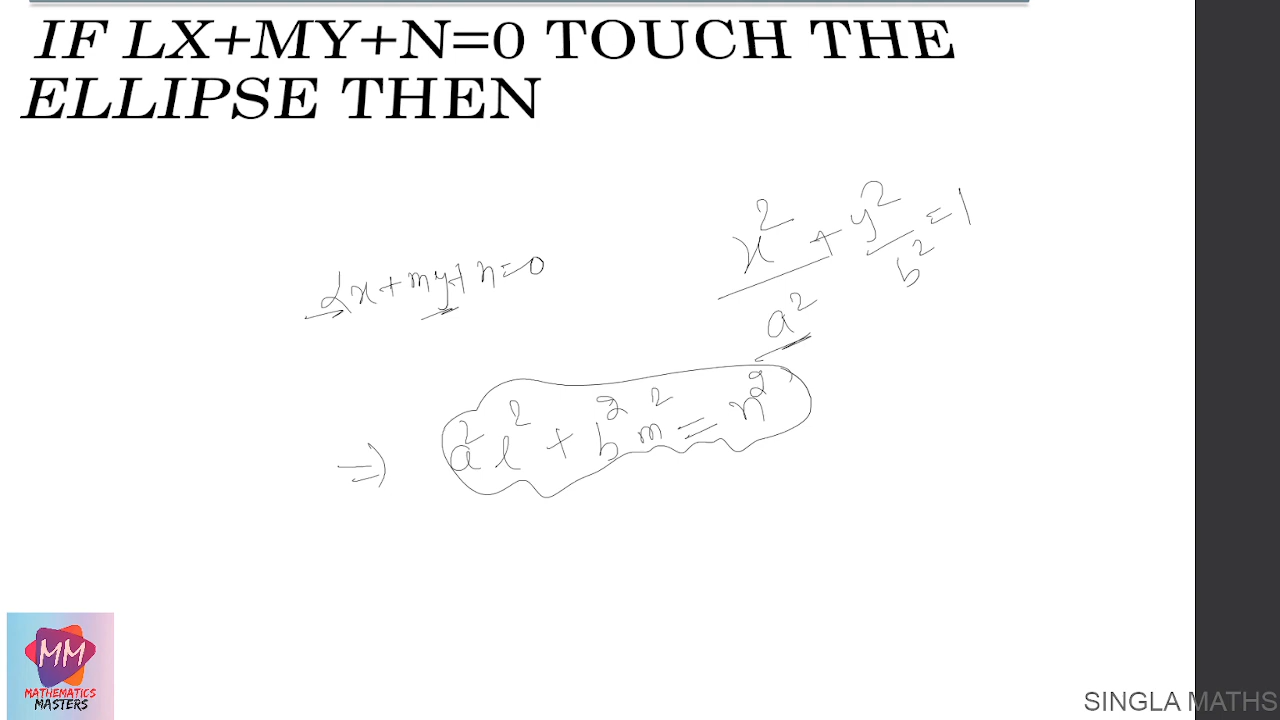 IF LX+MY+N=0 TOUCH THE
ELLIPSE THEN
x²/a² + y²/b² = 1
lx + my + n = 0
⇒ a²l² + b²m² = n²
MM
MATHEMATICS
MASTERS
SINGLA MATHS